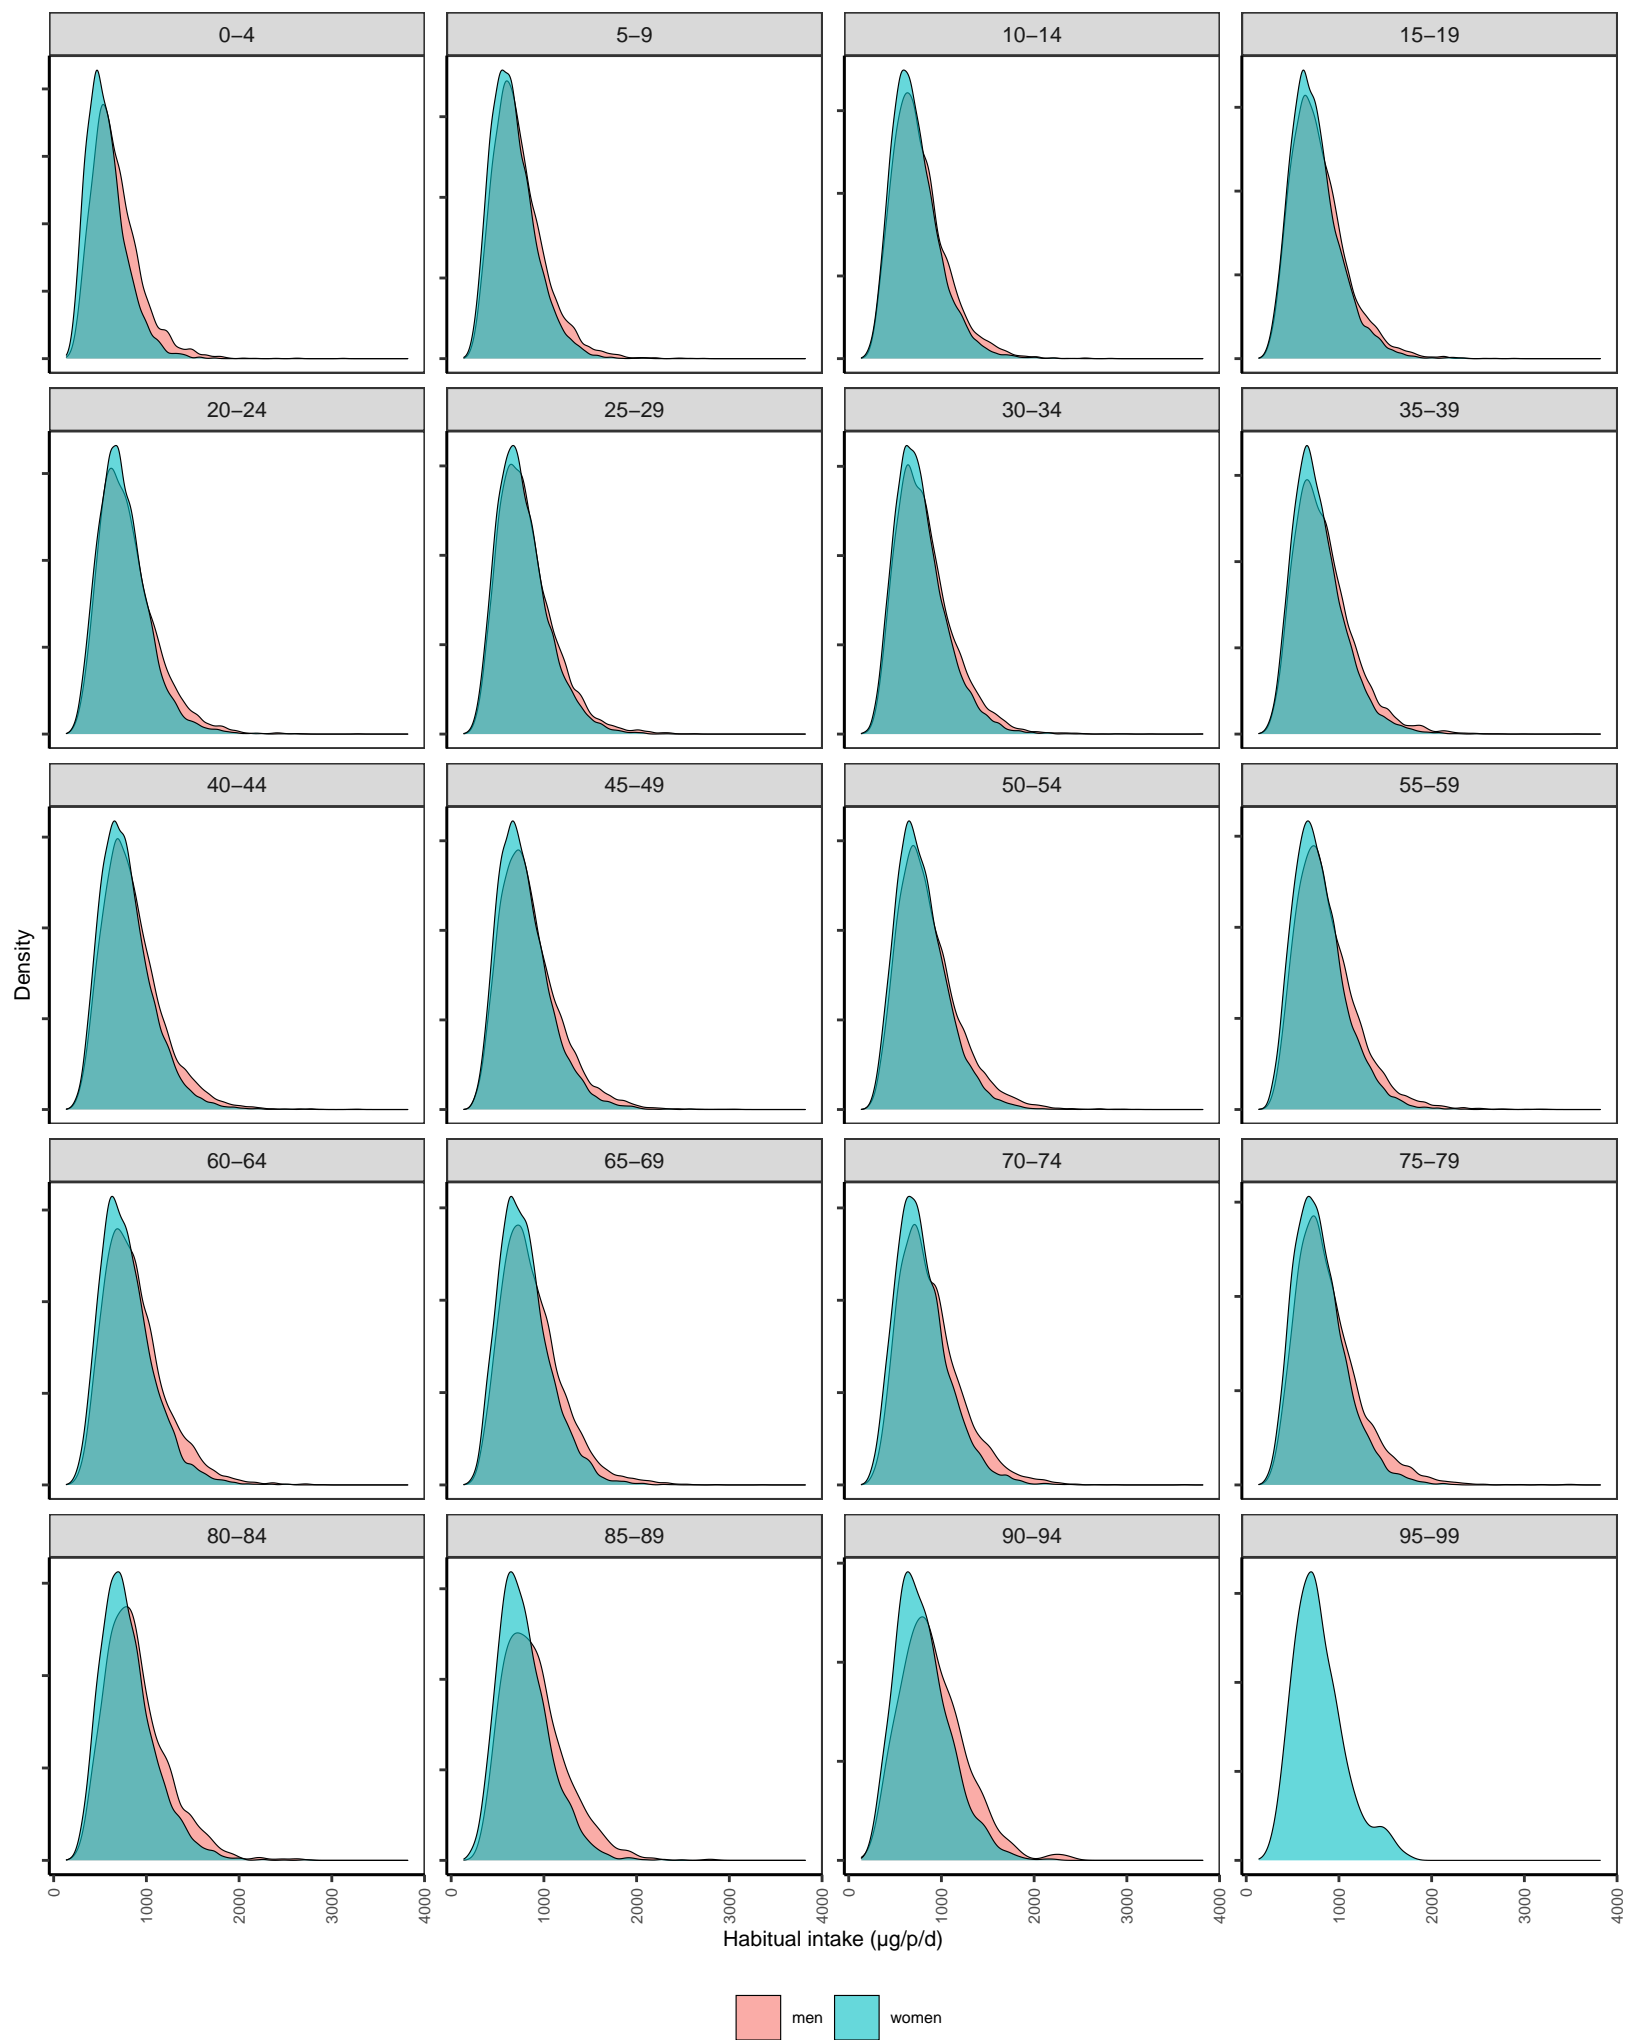 0–4 5–9 10–14 15–19
20–24 25–29 30–34 35–39
40–44 45–49 50–54 55–59
Density
60–64 65–69 70–74 75–79
80–84 85–89 90–94 95–99
0 1000 2000 3000 4000 0 1000 2000 3000 4000 0 1000 2000 3000 4000 0 1000 2000 3000 4000
Habitual intake (µg/p/d)
men women